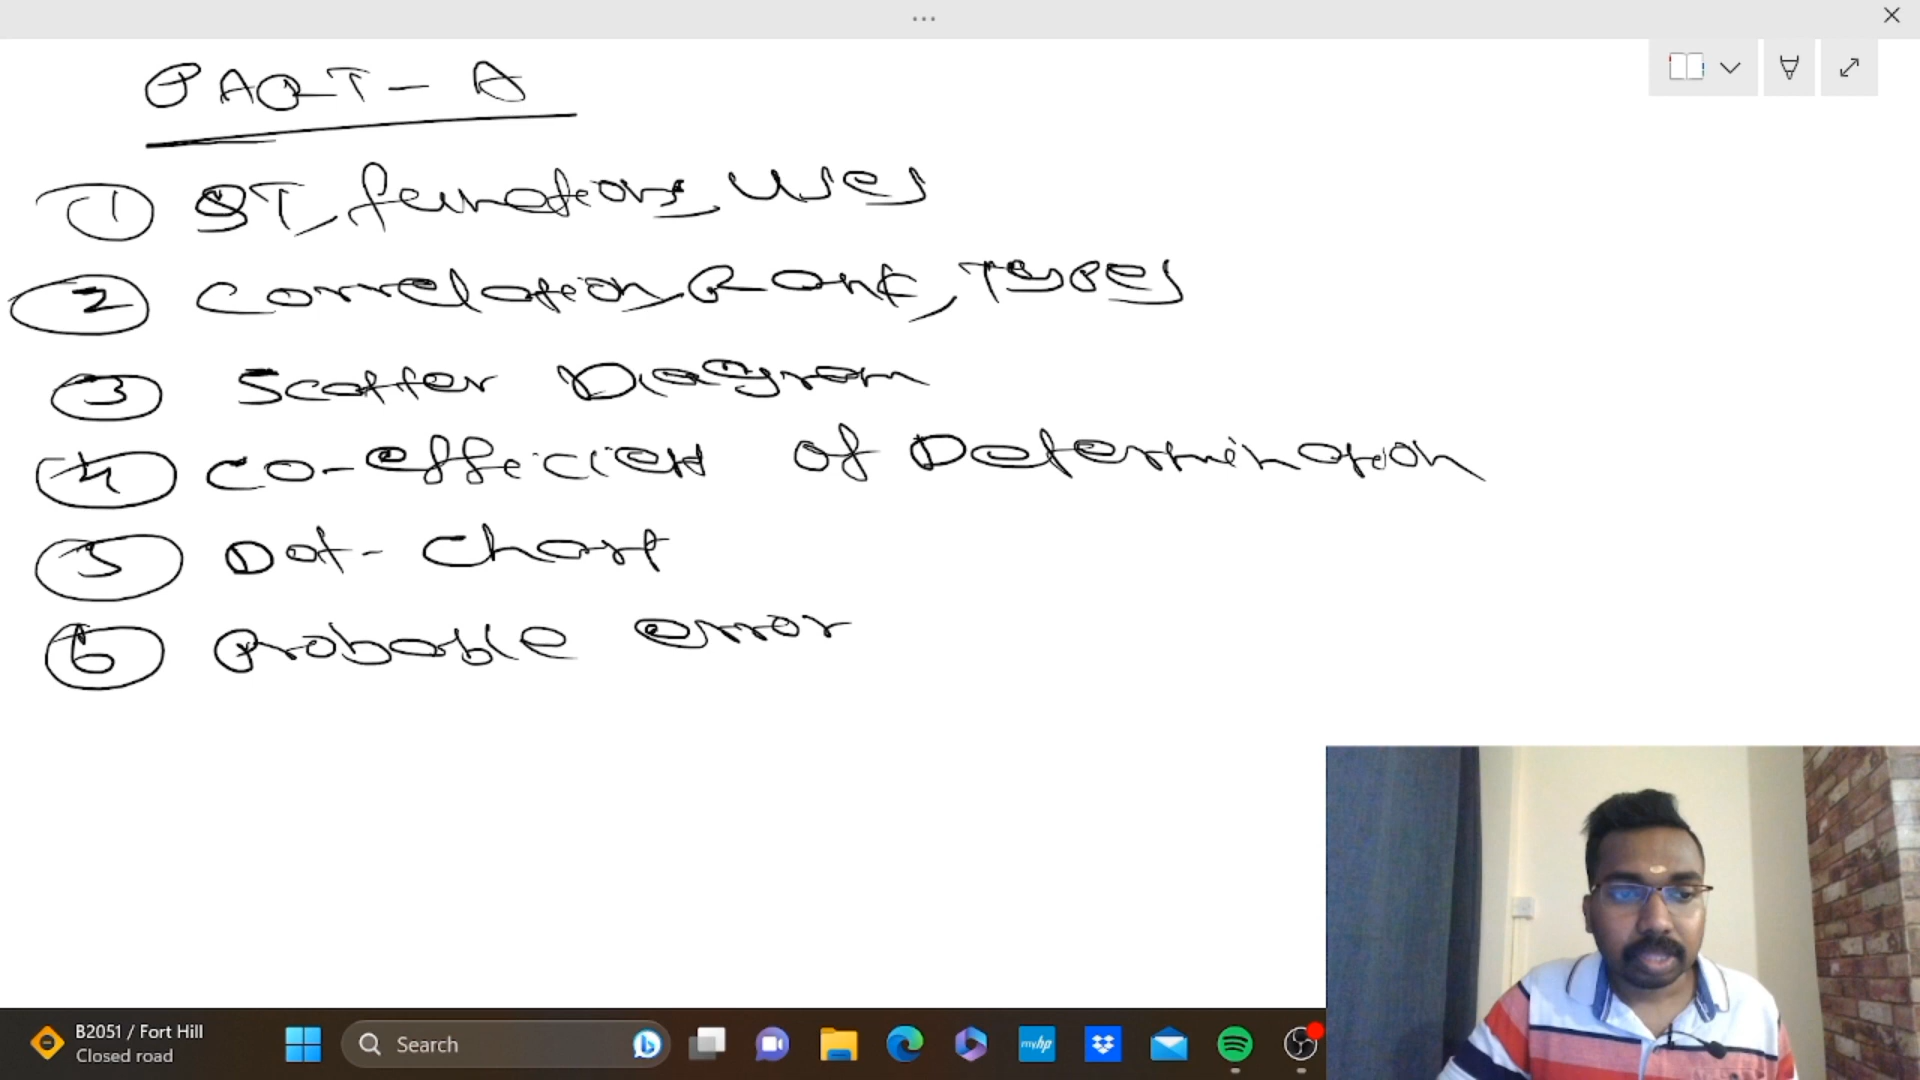 PART - A
① ST, functions, uses
② Correlation, Rank, Types
③ Scatter Diagram
④ Co-efficient of Determination
⑤ Dot-Chart
⑥ Probable error
B2051 / Fort Hill
Closed road
Search
myhp